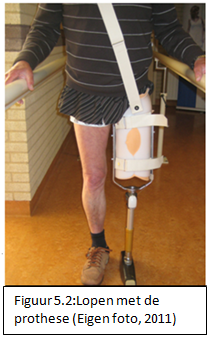 Figuur 5.2:Lopen met de
prothese (Eigen foto, 2011)